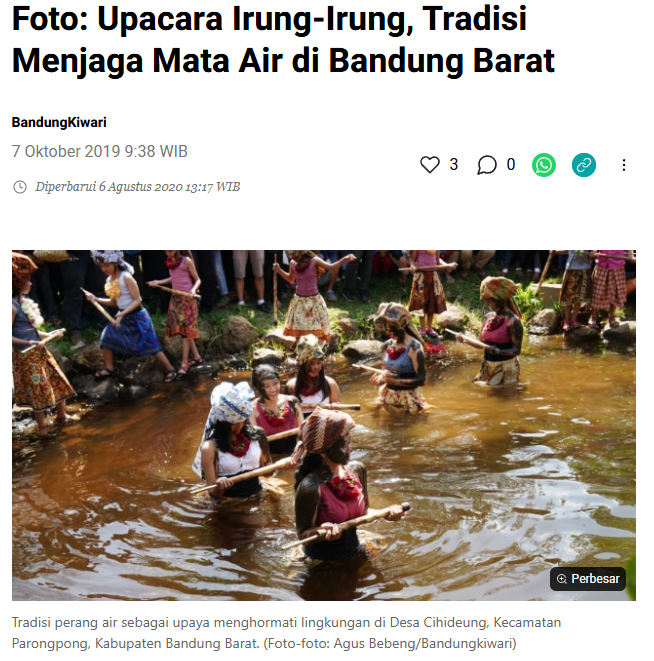 Foto: Upacara Irung-Irung, Tradisi
Menjaga Mata Air di Bandung Barat
BandungKiwari
7 Oktober 2019 9:38 WIB
3
0
Diperbarui 6 Agustus 2020 13:17 WIB
Perbesar
Tradisi perang air sebagai upaya menghormati lingkungan di Desa Cihideung, Kecamatan
Parongpong, Kabupaten Bandung Barat. (Foto-foto: Agus Bebeng/Bandungkiwari)